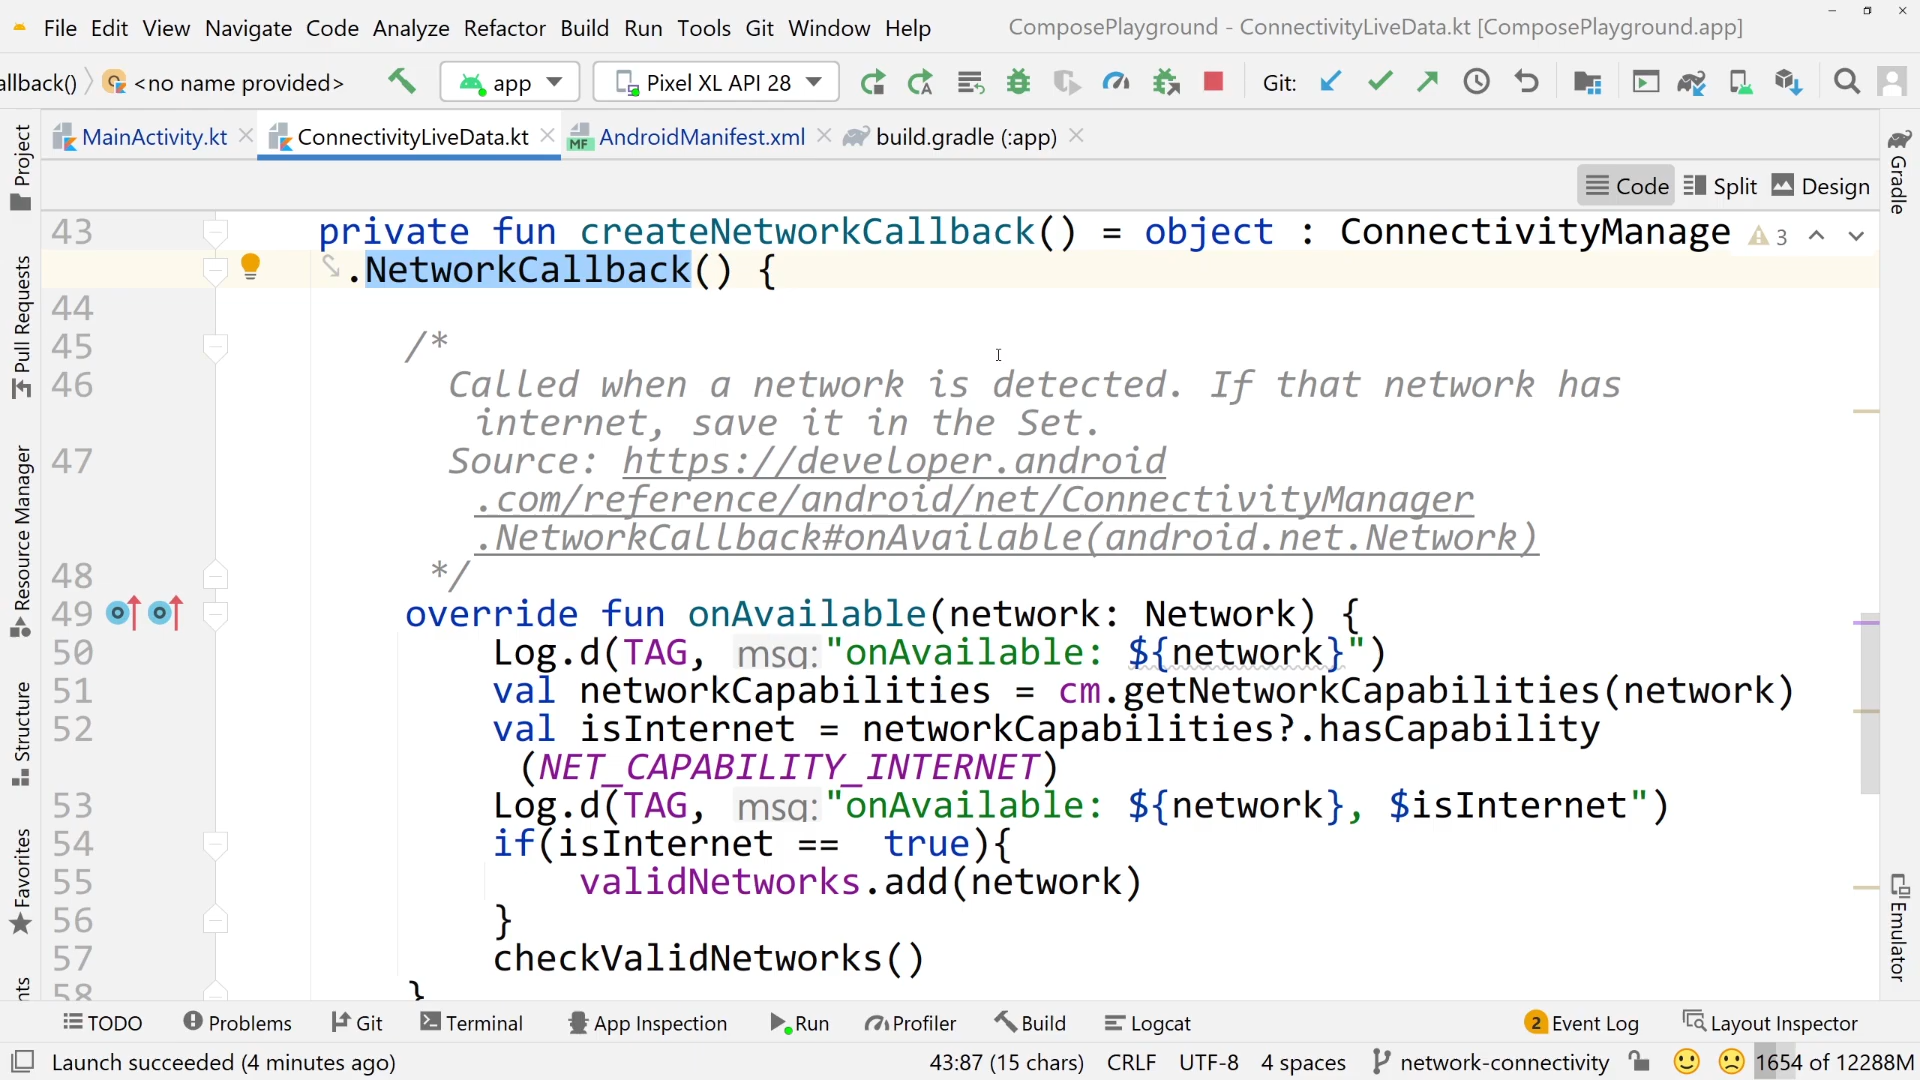 File Edit View Navigate Code Analyze Refactor Build Run Tools Git Window Help ComposePlayground - ConnectivityLiveData.kt [ComposePlayground.app]
allback() <no name provided> app Pixel XL API 28 Git:
MainActivity.kt ConnectivityLiveData.kt MF AndroidManifest.xml build.gradle (:app)
Code Split Design
Project
Pull Requests
Resource Manager
Structure
Favorites
nts
Gradle
Emulator
43 private fun createNetworkCallback() = object : ConnectivityManage 3
.NetworkCallback() {
44
45 /*
46 Called when a network is detected. If that network has
internet, save it in the Set.
47 Source: https://developer.android
.com/reference/android/net/ConnectivityManager
.NetworkCallback#onAvailable(android.net.Network)
48 */
49 override fun onAvailable(network: Network) {
50 Log.d(TAG, msg: "onAvailable: ${network}")
51 val networkCapabilities = cm.getNetworkCapabilities(network)
52 val isInternet = networkCapabilities?.hasCapability
(NET_CAPABILITY_INTERNET)
53 Log.d(TAG, msg: "onAvailable: ${network}, $isInternet")
54 if(isInternet ==  true){
55 validNetworks.add(network)
56 }
57 checkValidNetworks()
58 }
TODO Problems Git Terminal App Inspection Run Profiler Build Logcat 2 Event Log Layout Inspector
Launch succeeded (4 minutes ago) 43:87 (15 chars) CRLF UTF-8 4 spaces network-connectivity 1654 of 12288M